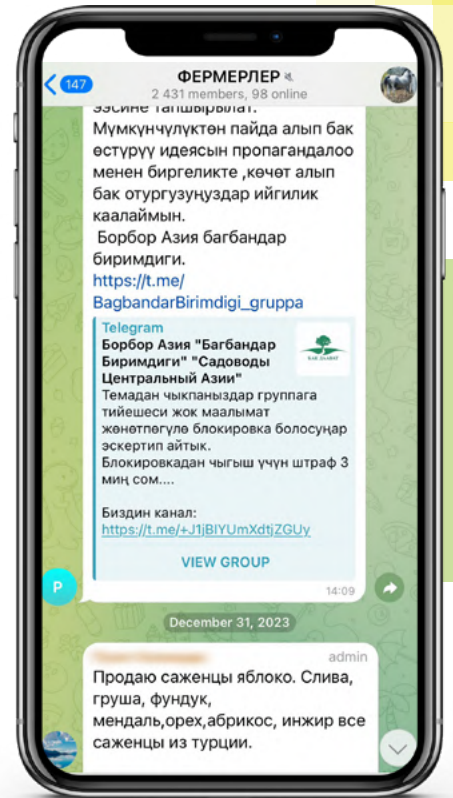 147
ФЕРМЕРЛЕР
2 431 members, 98 online
ээсине тапшырылат.
Мүмкүнчүлүктөн пайда алып бак
өстүрүү идеясын пропагандалоо
менен биргеликте ,көчөт алып
бак отургузуңуздар ийгилик
каалаймын.
Борбор Азия багбандар
биримдиги.
https://t.me/
BagbandarBirimdigi_gruppa
Telegram
Борбор Азия "Багбандар
Биримдиги" "Садоводы
Центральный Азии"
Темадан чыкпаныздар группага
тийешеси жок маалымат
жөнөтпөгүлө блокировка болосуңар
эскертип айтык.
Блокировкадан чыгыш үчүн штраф 3
миң сом....
Биздин канал:
https://t.me/+J1jBIYUmXdtjZGUy
VIEW GROUP
P
14:09
December 31, 2023
admin
Продаю саженцы яблоко. Слива,
груша, фундук,
мендаль,орех,абрикос, инжир все
саженцы из турции.